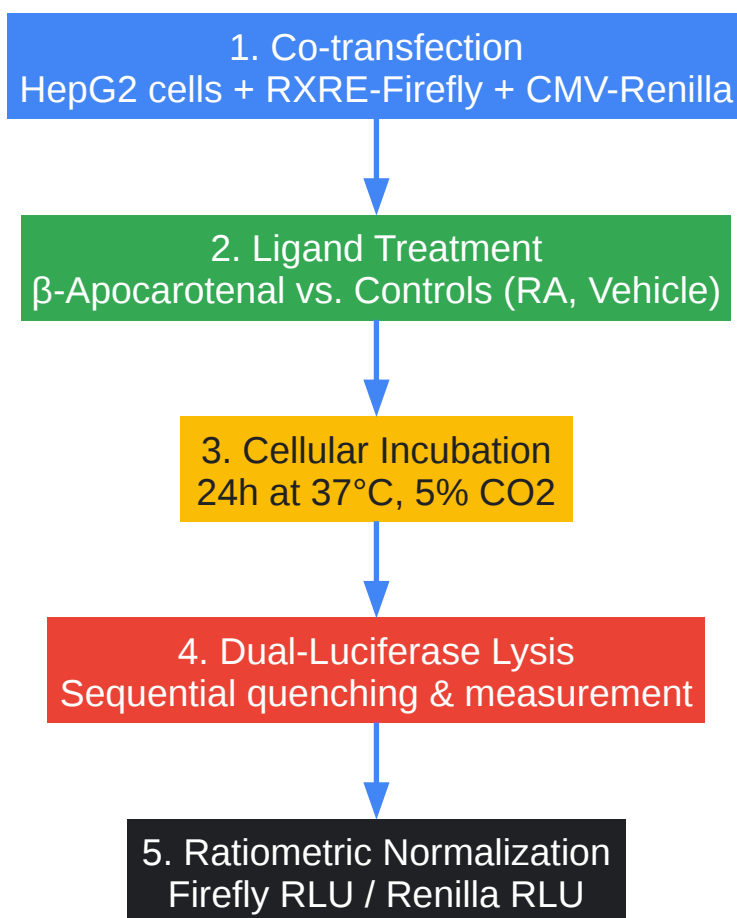 1. Co-transfection
HepG2 cells + RXRE-Firefly + CMV-Renilla
2. Ligand Treatment
β-Apocarotenal vs. Controls (RA, Vehicle)
3. Cellular Incubation
24h at 37°C, 5% CO2
4. Dual-Luciferase Lysis
Sequential quenching & measurement
5. Ratiometric Normalization
Firefly RLU / Renilla RLU